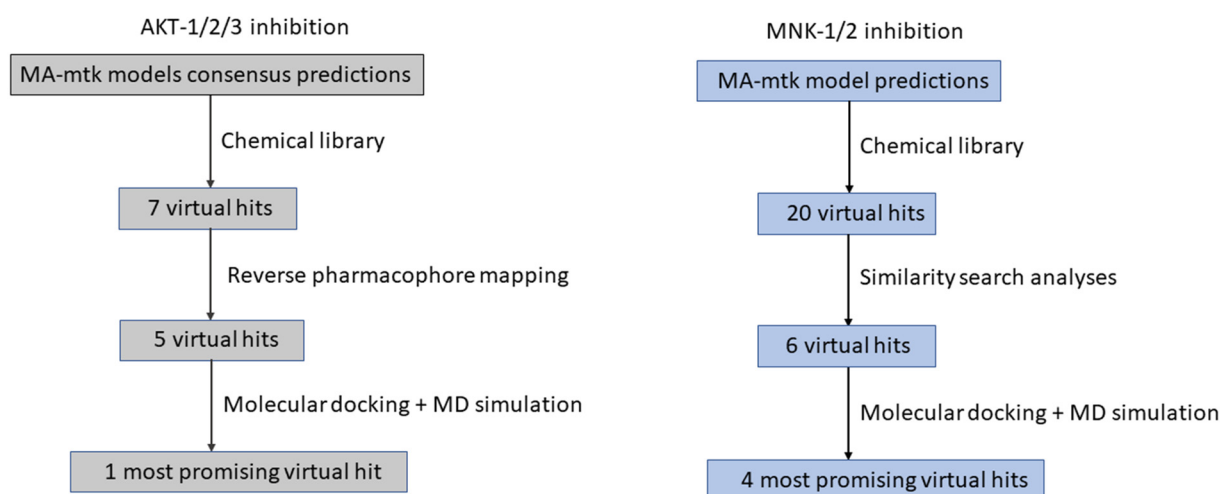 AKT-1/2/3 inhibition
MA-mtk models consensus predictions
Chemical library
7 virtual hits
Reverse pharmacophore mapping
5 virtual hits
Molecular docking + MD simulation
1 most promising virtual hit
MNK-1/2 inhibition
MA-mtk model predictions
Chemical library
20 virtual hits
Similarity search analyses
6 virtual hits
Molecular docking + MD simulation
4 most promising virtual hits